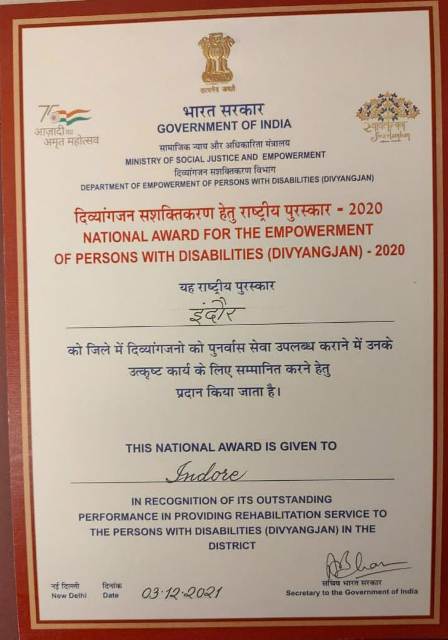 सत्यमेव जयते
75
आज़ादी का
अमृत महोत्सव
भारत सरकार
GOVERNMENT OF INDIA
सामाजिक न्याय और अधिकारिता मंत्रालय
MINISTRY OF SOCIAL JUSTICE AND EMPOWERMENT
दिव्यांगजन सशक्तिकरण विभाग
DEPARTMENT OF EMPOWERMENT OF PERSONS WITH DISABILITIES (DIVYANGJAN)
दिव्यांगजन सशक्तिकरण हेतु राष्ट्रीय पुरस्कार - 2020
NATIONAL AWARD FOR THE EMPOWERMENT
OF PERSONS WITH DISABILITIES (DIVYANGJAN) - 2020
यह राष्ट्रीय पुरस्कार
इंदौर
को जिले में दिव्यांगजनो को पुनर्वास सेवा उपलब्ध कराने में उनके
उत्कृष्ट कार्य के लिए सम्मानित करने हेतु
प्रदान किया जाता है।
THIS NATIONAL AWARD IS GIVEN TO
Indore
IN RECOGNITION OF ITS OUTSTANDING
PERFORMANCE IN PROVIDING REHABILITATION SERVICE TO
THE PERSONS WITH DISABILITIES (DIVYANGJAN) IN THE
DISTRICT
नई दिल्ली दिनांक
New Delhi Date 03.12.2021
सचिव भारत सरकार
Secretary to the Government of India